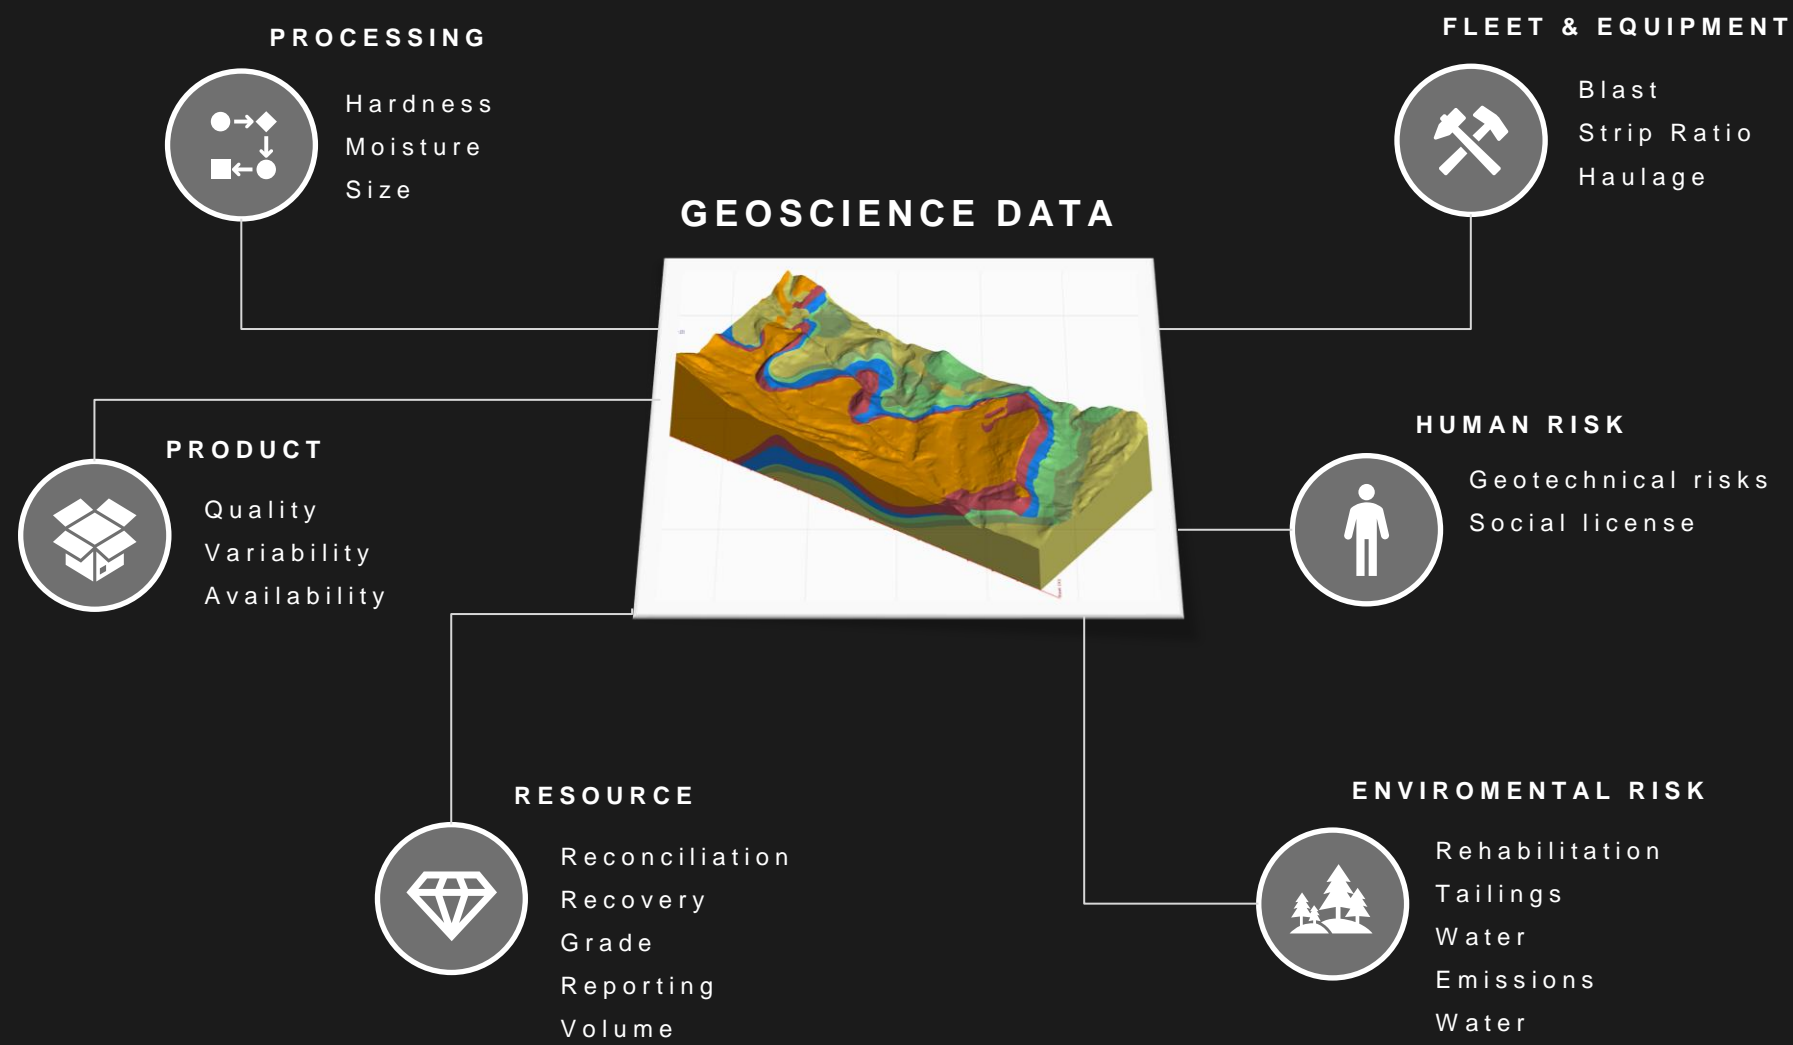 PROCESSING
Hardness
Moisture
Size
FLEET & EQUIPMENT
Blast
Strip Ratio
Haulage
GEOSCIENCE DATA
PRODUCT
Quality
Variability
Availability
HUMAN RISK
Geotechnical risks
Social license
RESOURCE
Reconciliation
Recovery
Grade
Reporting
Volume
ENVIROMENTAL RISK
Rehabilitation
Tailings
Water
Emissions
Water